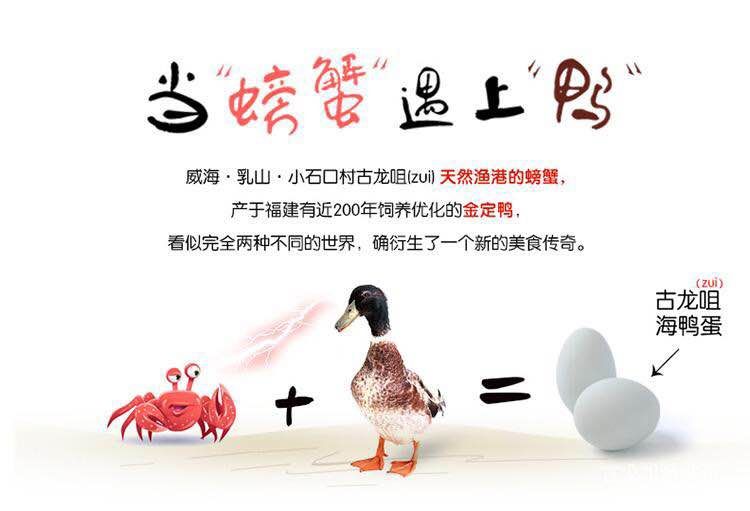 当“螃蟹”遇上“鸭”
威海·乳山·小石口村古龙咀(zui) 天然渔港的螃蟹，
产于福建有近200年饲养优化的金定鸭，
看似完全两种不同的世界，确衍生了一个新的美食传奇。
(zui)
古龙咀
海鸭蛋
+
=